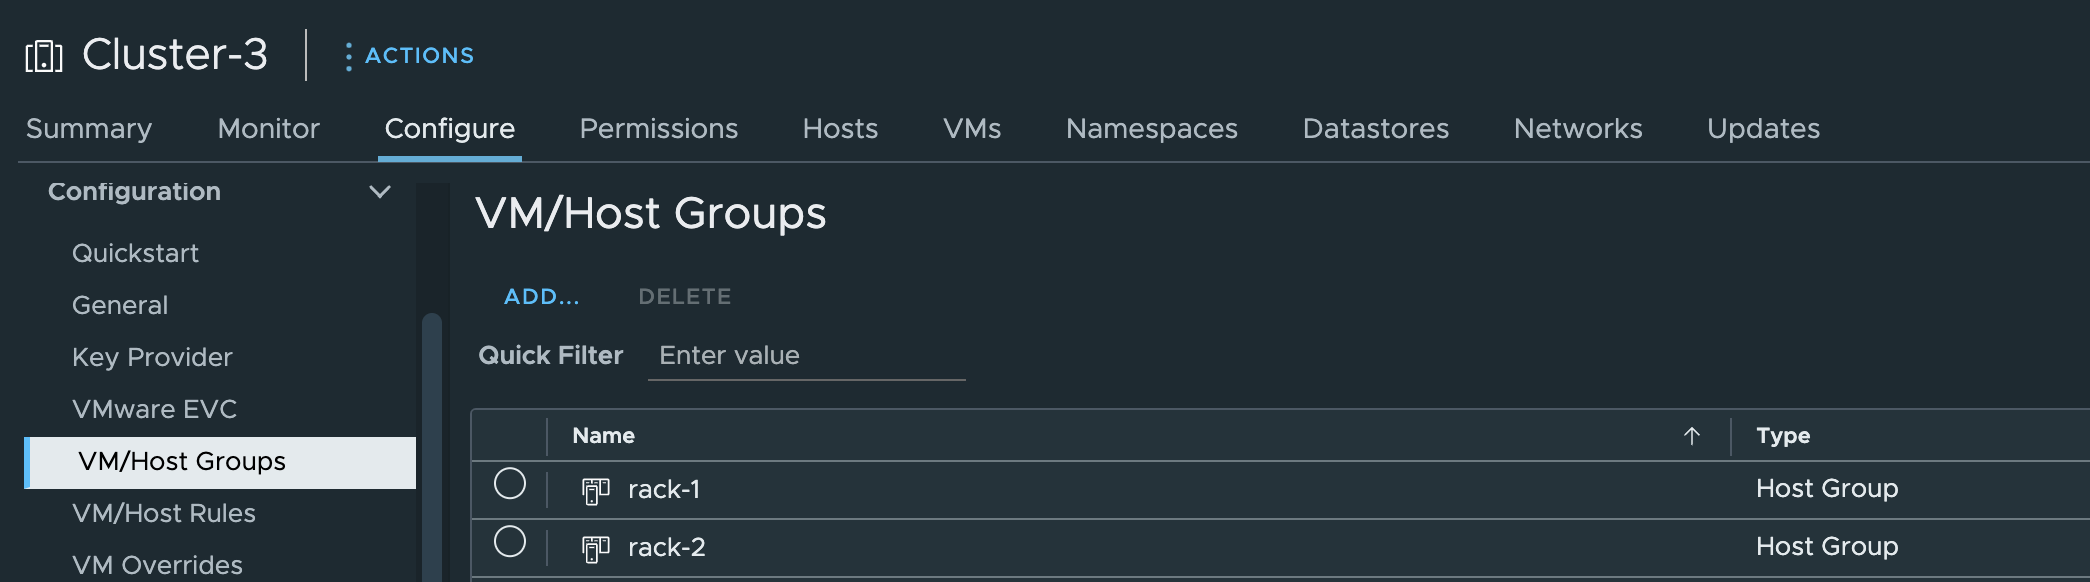 Cluster-3
ACTIONS
Summary Monitor Configure Permissions Hosts VMs Namespaces Datastores Networks Updates
Configuration
Quickstart
General
Key Provider
VMware EVC
VM/Host Groups
VM/Host Rules
VM Overrides
VM/Host Groups
ADD... DELETE
Quick Filter Enter value
Name Type
rack-1 Host Group
rack-2 Host Group